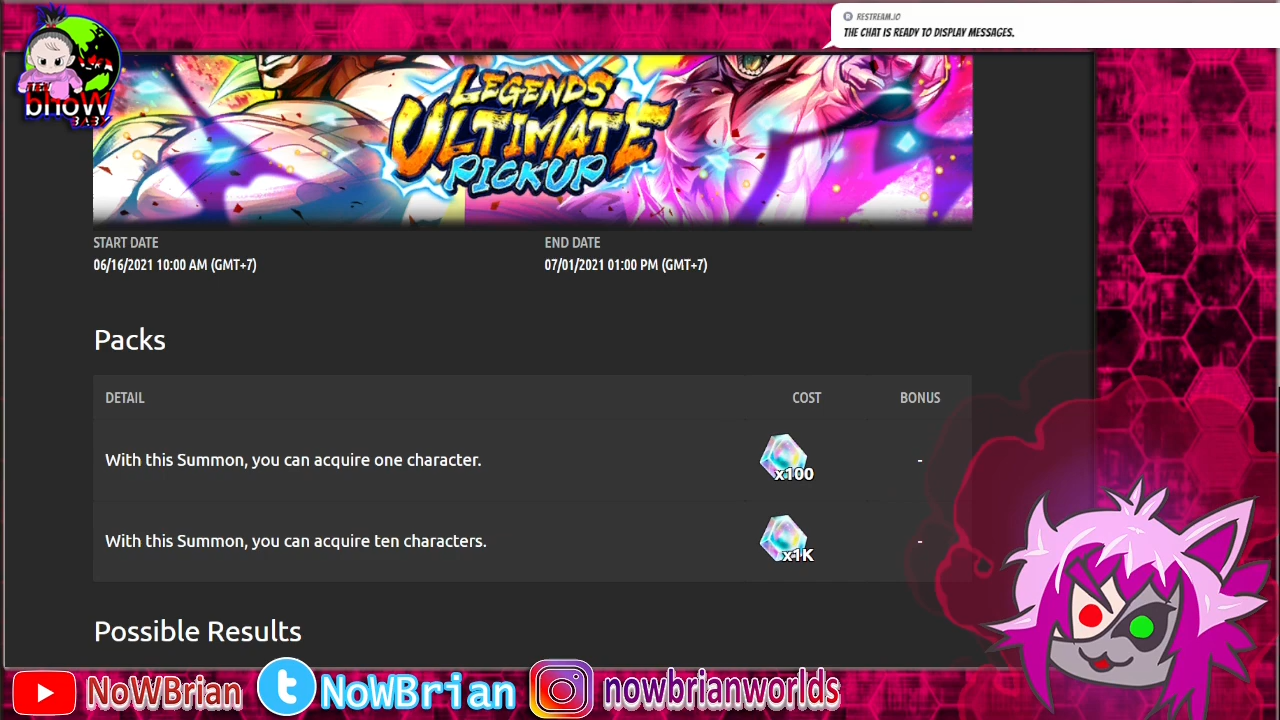 RESTREAM.IO
THE CHAT IS READY TO DISPLAY MESSAGES.
bhoW
LEGENDS
ULTIMATE
PICKUP
START DATE
END DATE
06/16/2021 10:00 AM (GMT+7)
07/01/2021 01:00 PM (GMT+7)
Packs
DETAIL
COST
BONUS
With this Summon, you can acquire one character.
x100
-
With this Summon, you can acquire ten characters.
x1K
-
Possible Results
NoWBrian
NoWBrian
nowbrianworlds